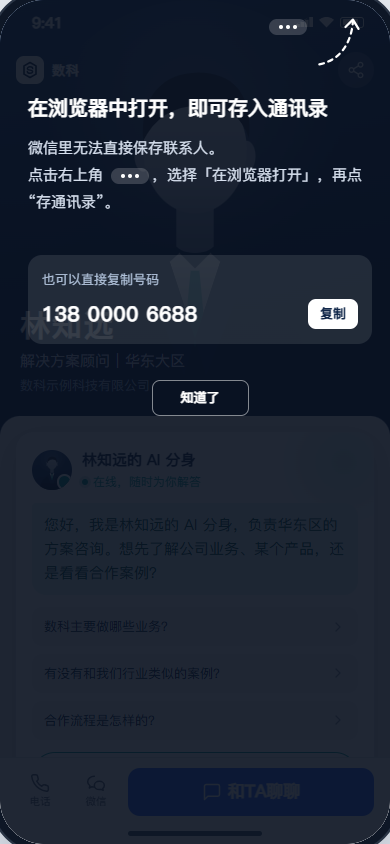 9:41
数科
在浏览器中打开，即可存入通讯录
微信里无法直接保存联系人。
点击右上角 ，选择「在浏览器打开」，再点
“存通讯录”。
也可以直接复制号码
138 0000 6688
复制
林知远
解决方案顾问 | 华东大区
数科示例科技有限公司
知道了
林知远的 AI 分身
在线，随时为你解答
您好，我是林知远的 AI 分身，负责华东区的
方案咨询。想先了解公司业务、某个产品，还
是看看合作案例？
数科主要做哪些业务？
有没有和我们行业类似的案例？
合作流程是怎样的？
电话
微信
和TA聊聊